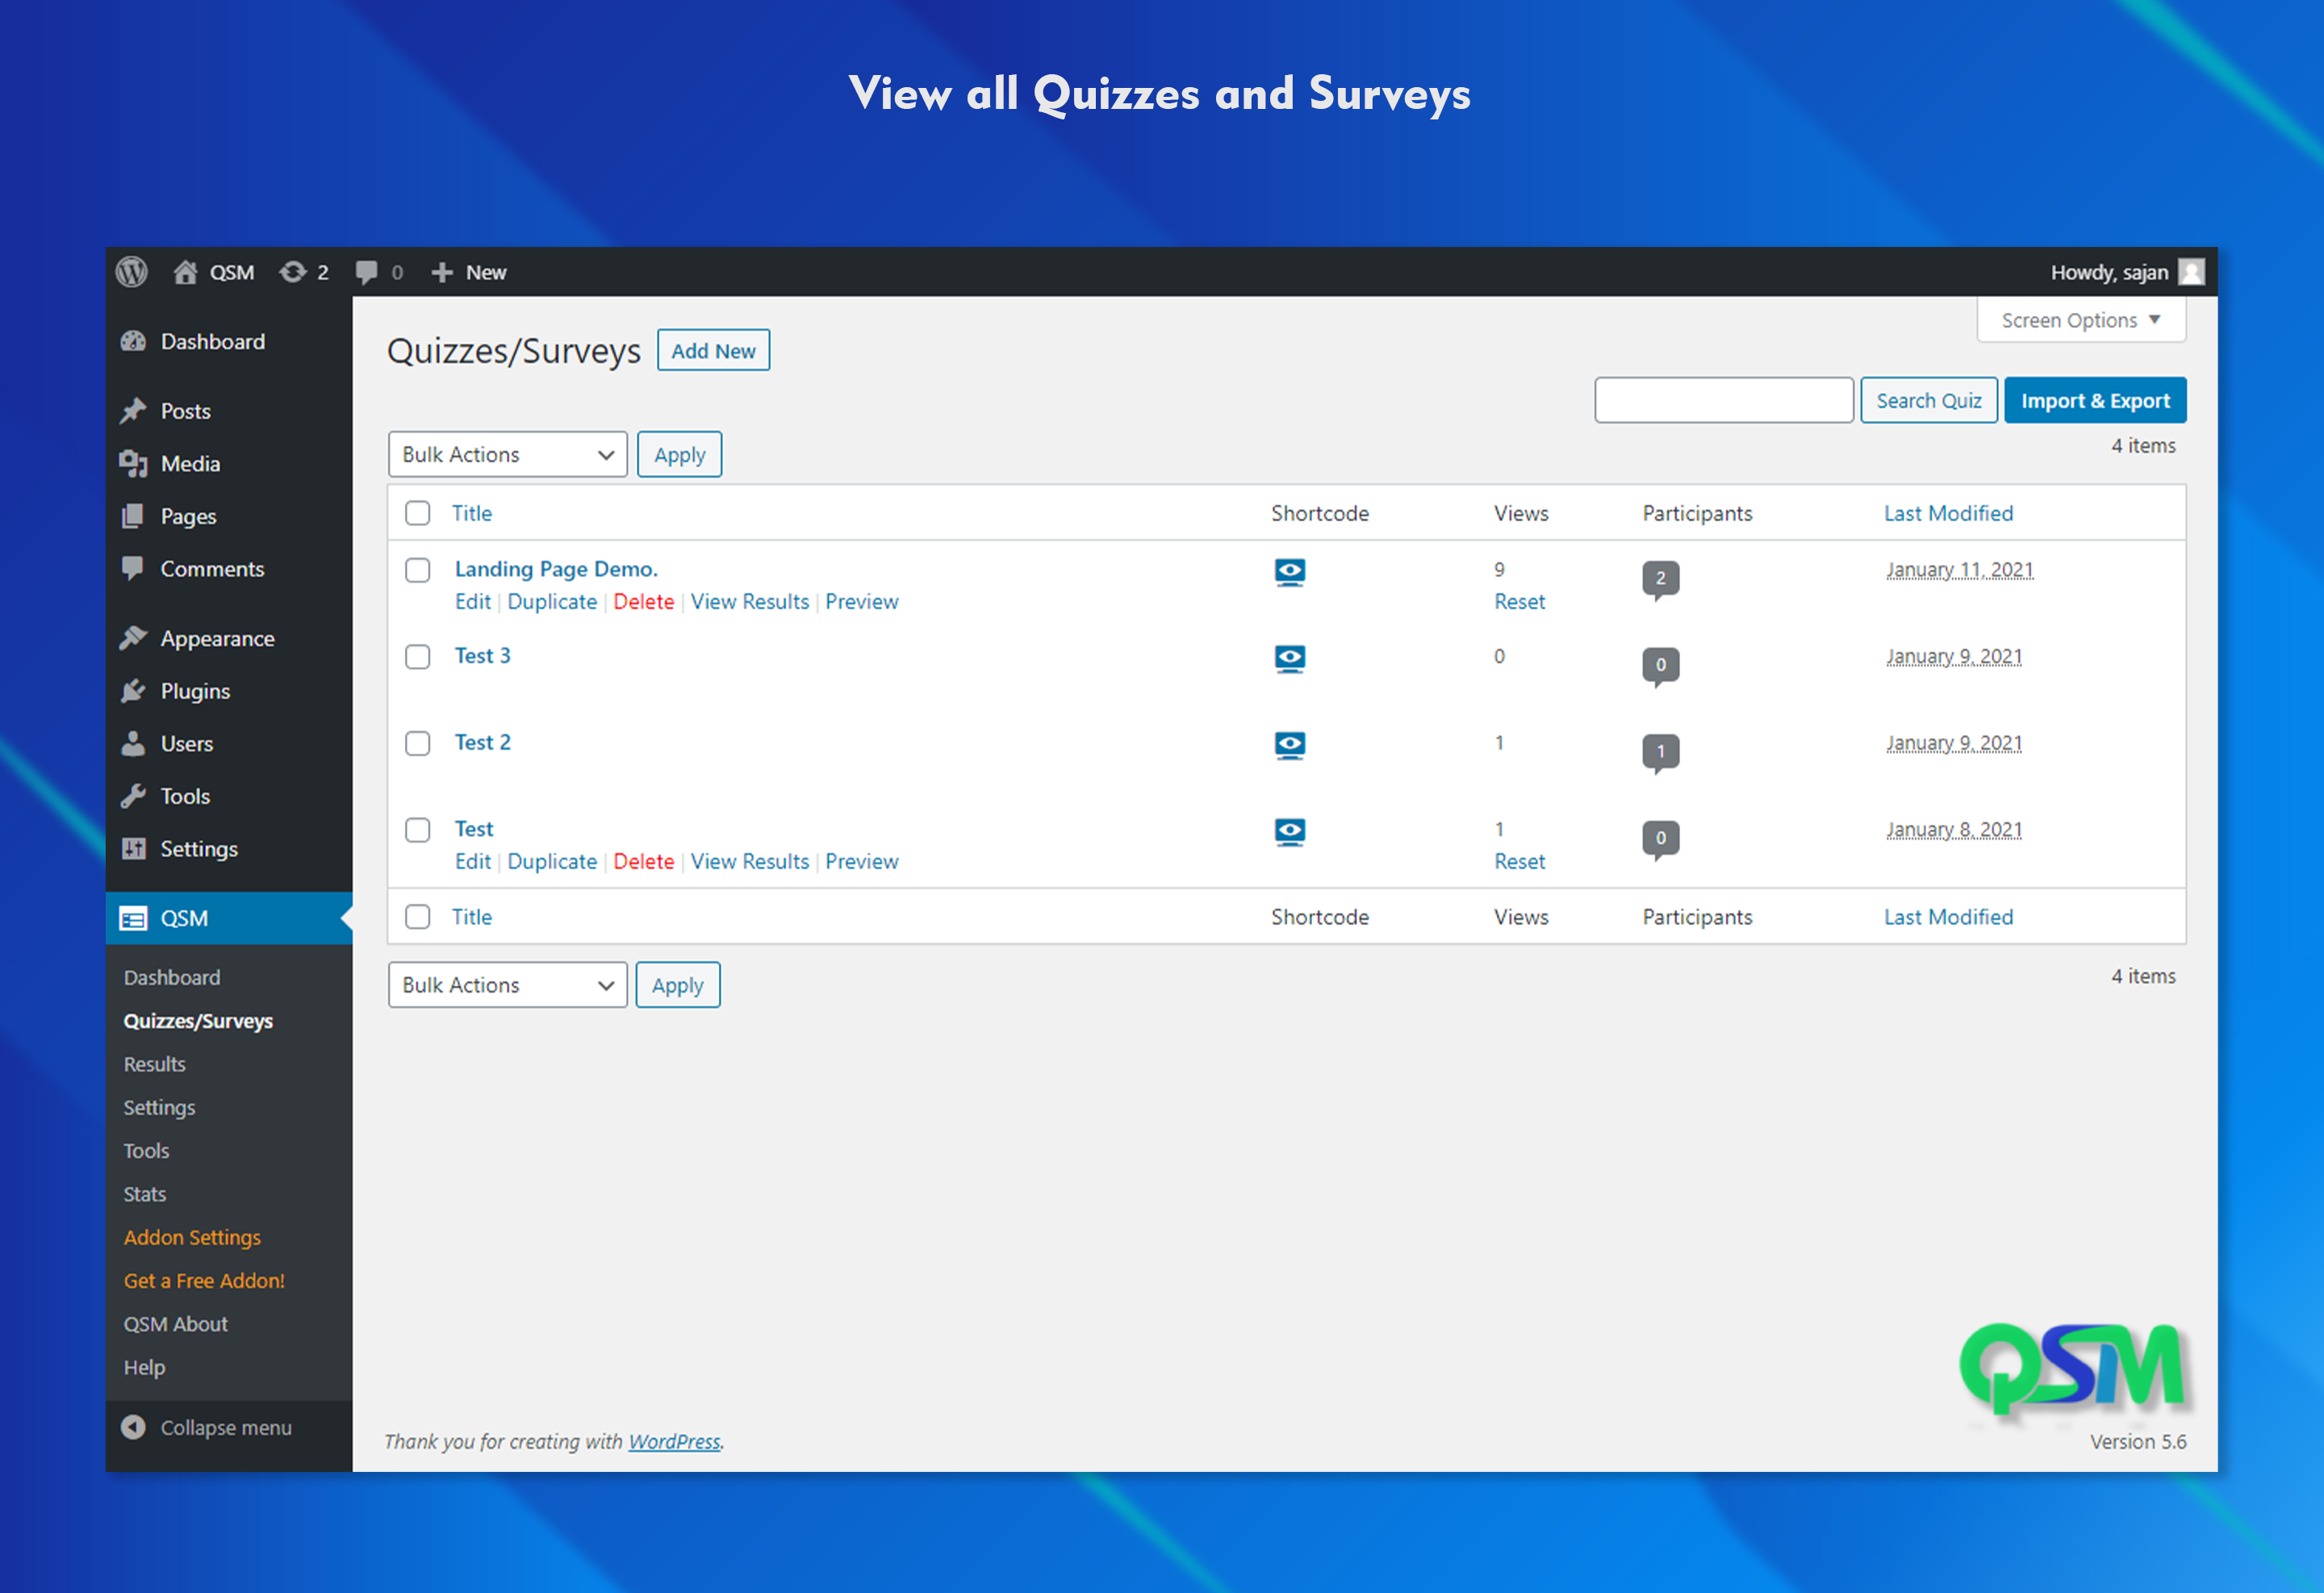 View all Quizzes and Surveys
QSM 2 0 New Howdy, sajan
Screen Options
Dashboard
Posts
Media
Pages
Comments
Appearance
Plugins
Users
Tools
Settings
QSM
Dashboard
Quizzes/Surveys
Results
Settings
Tools
Stats
Addon Settings
Get a Free Addon!
QSM About
Help
Collapse menu
Quizzes/Surveys Add New
Search Quiz Import & Export
Bulk Actions Apply 4 items
Title Shortcode Views Participants Last Modified
Landing Page Demo. 9 2 January 11, 2021
Edit | Duplicate | Delete | View Results | Preview Reset
Test 3 0 0 January 9, 2021
Test 2 1 1 January 9, 2021
Test 1 0 January 8, 2021
Edit | Duplicate | Delete | View Results | Preview Reset
Title Shortcode Views Participants Last Modified
Bulk Actions Apply 4 items
QSM
Thank you for creating with WordPress. Version 5.6